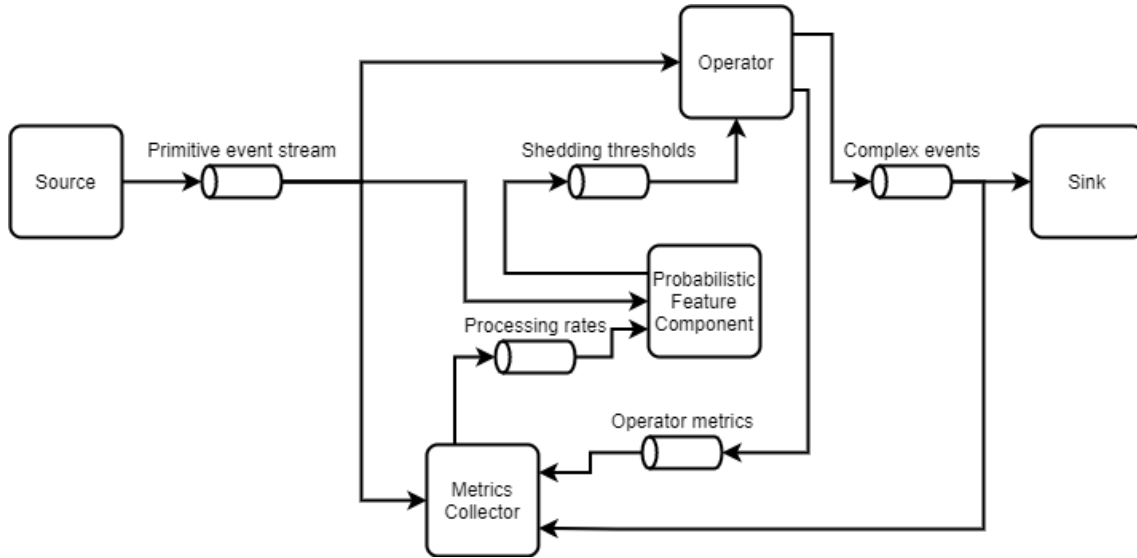 Operator
Primitive event stream
Shedding thresholds
Complex events
Source
Sink
Probabilistic
Feature
Component
Processing rates
Operator metrics
Metrics
Collector